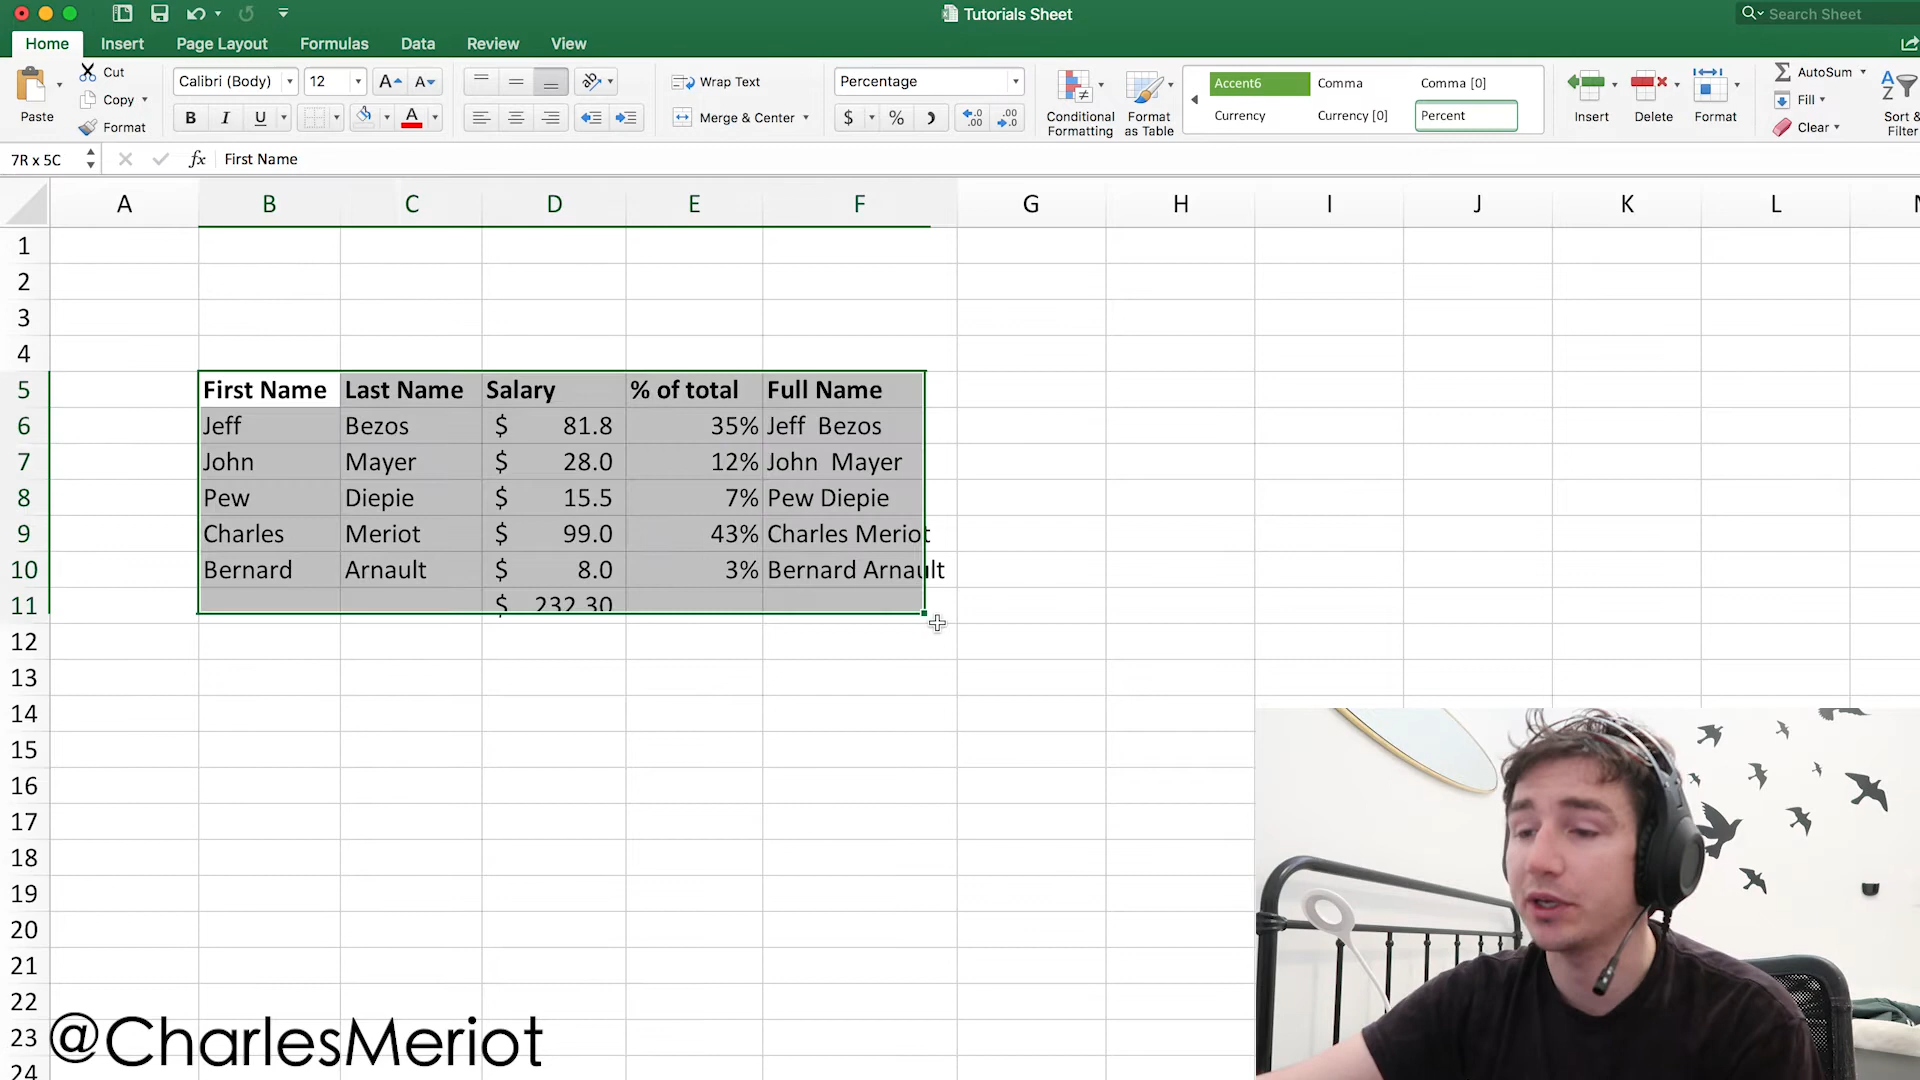 Tutorials Sheet
Search Sheet
Home Insert Page Layout Formulas Data Review View
Paste
Cut
Copy
Format
Calibri (Body) 12
A A
B I U A
ab
Wrap Text
Merge & Center
Percentage
$ % .0 .00 .00 .0
Conditional Formatting
Format as Table
Accent6 Comma Comma [0]
Currency Currency [0] Percent
Insert Delete Format
AutoSum
Fill
Clear
A
Z
Sort &
Filter
7R x 5C fx First Name
A B C D E F G H I J K L
1
2
3
4
5 First Name Last Name Salary % of total Full Name
6 Jeff Bezos $ 81.8 35% Jeff  Bezos
7 John Mayer $ 28.0 12% John  Mayer
8 Pew Diepie $ 15.5 7% Pew Diepie
9 Charles Meriot $ 99.0 43% Charles Meriot
10 Bernard Arnault $ 8.0 3% Bernard Arnault
11 $ 232.30
12
13
14
15
16
17
18
19
20
21
22
23
24
@CharlesMeriot